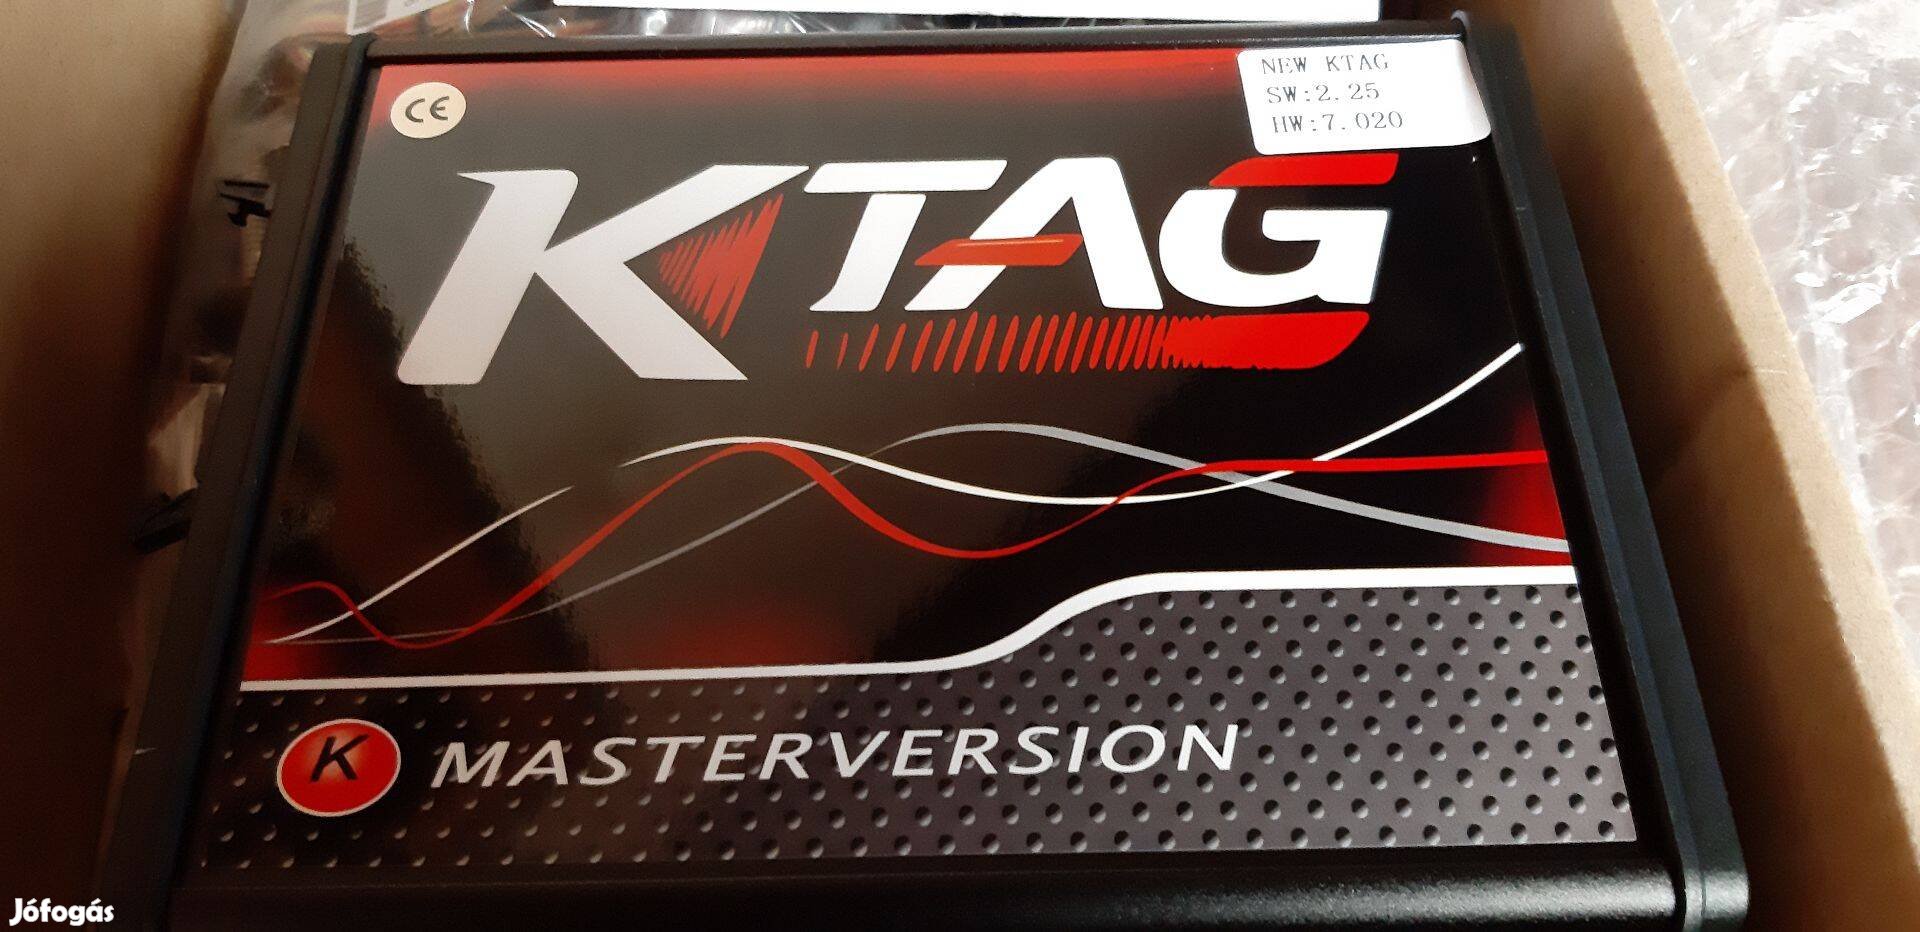 NEW KTAG
SW:2.25
HW:7.020
CE
KTAG
K MASTERVERSION
Jófogás